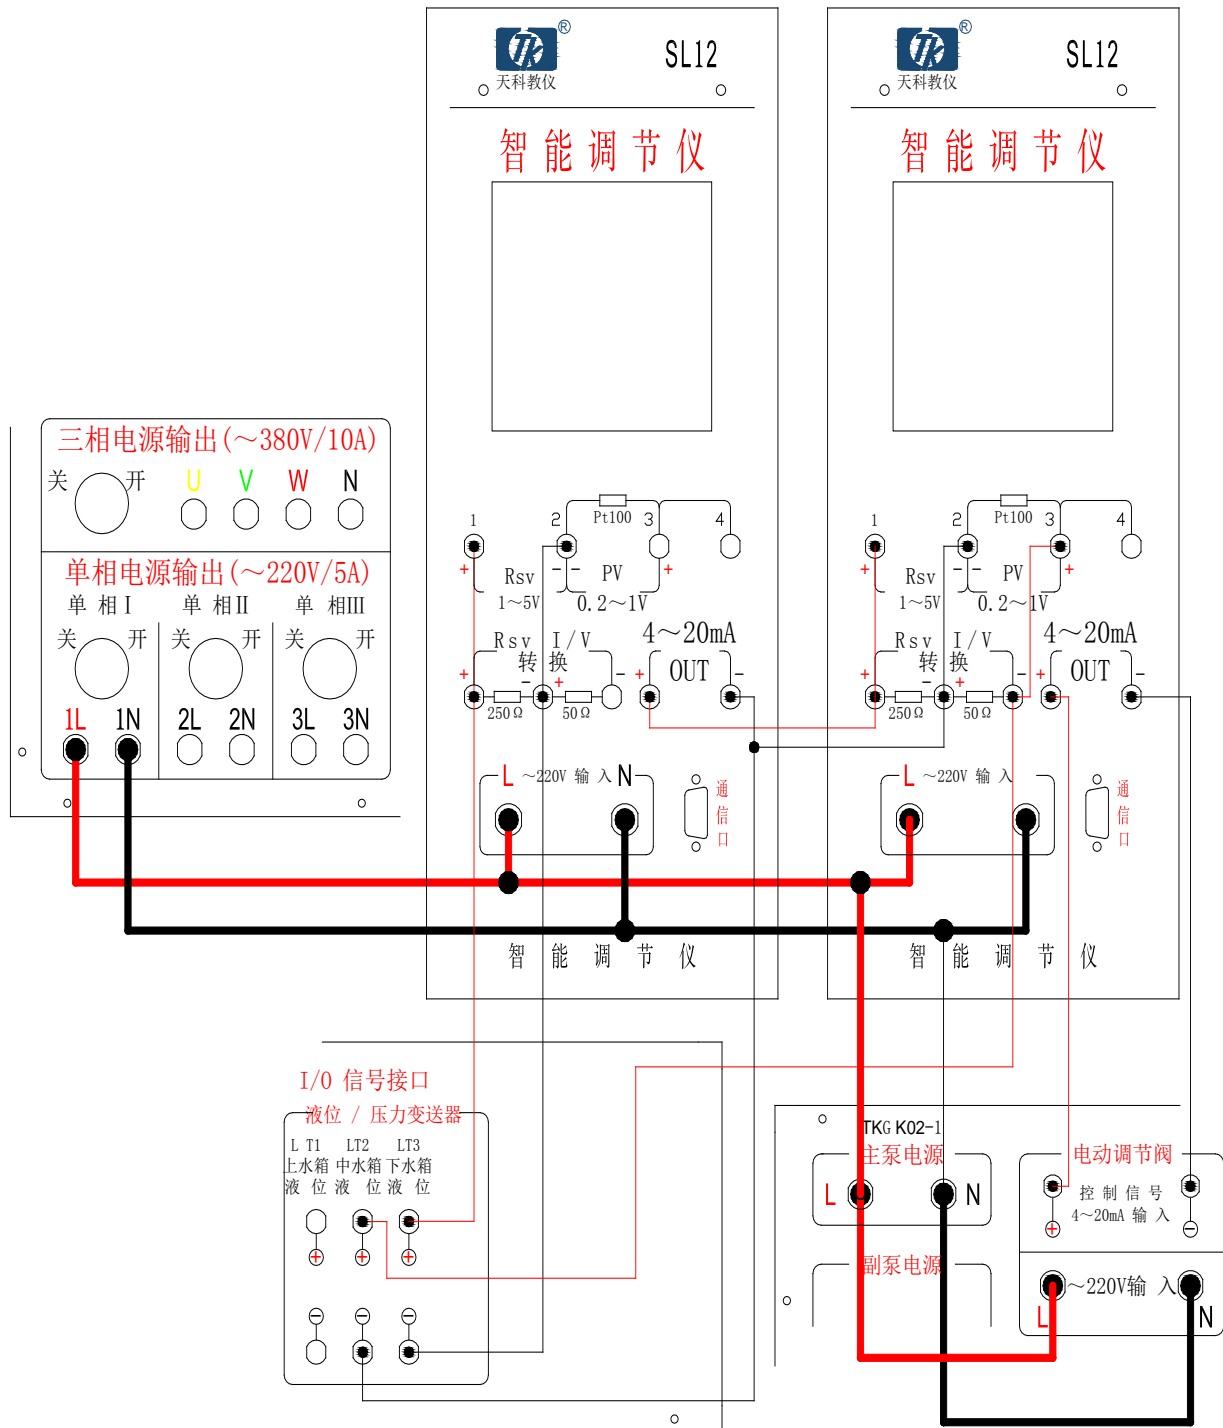 ®
SL12
天科教仪
智能调节仪
®
SL12
天科教仪
智能调节仪
三相电源输出(～380V/10A)
关 开 U V W N
单相电源输出(～220V/5A)
单 相Ⅰ 单 相Ⅱ 单 相Ⅲ
关 开 关 开 关 开
1L 1N 2L 2N 3L 3N
1 2 Pt100 3 4
+ Rsv - - PV +
1～5V 0.2～1V
Rsv I/V 4～20mA
转 换 OUT
+ - + - + -
250Ω 50Ω
L ～220V 输 入 N
通信口
智 能 调 节 仪
1 2 Pt100 3 4
+ Rsv - - PV +
1～5V 0.2～1V
Rsv I/V 4～20mA
转 换 OUT
+ - + - + -
250Ω 50Ω
L ～220V 输 入
通信口
智 能 调 节 仪
I/O 信号接口
液位 / 压力变送器
L T1 LT2 LT3
上水箱 中水箱 下水箱
液 位 液 位 液 位
+ + +
- - -
TKG K02-1
主泵电源
L N
副泵电源
电动调节阀
控 制 信 号
4～20mA 输 入
+ -
～220V输 入
L N